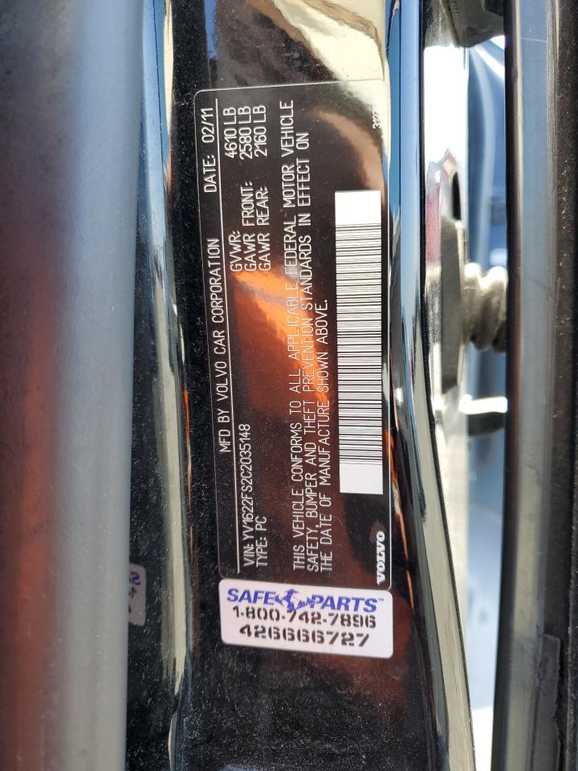 MFD BY VOLVO CAR CORPORATION DATE: 02/11
GVWR: 4610 LB
GAWR FRONT: 2580 LB
GAWR REAR: 2160 LB
VIN: YV1622FS2C2035148
TYPE: PC
THIS VEHICLE CONFORMS TO ALL APPLICABLE FEDERAL MOTOR VEHICLE
SAFETY, BUMPER AND THEFT PREVENTION STANDARDS IN EFFECT ON
THE DATE OF MANUFACTURE SHOWN ABOVE.
VOLVO
SAFE PARTS™
1-800-742-7896
426666727